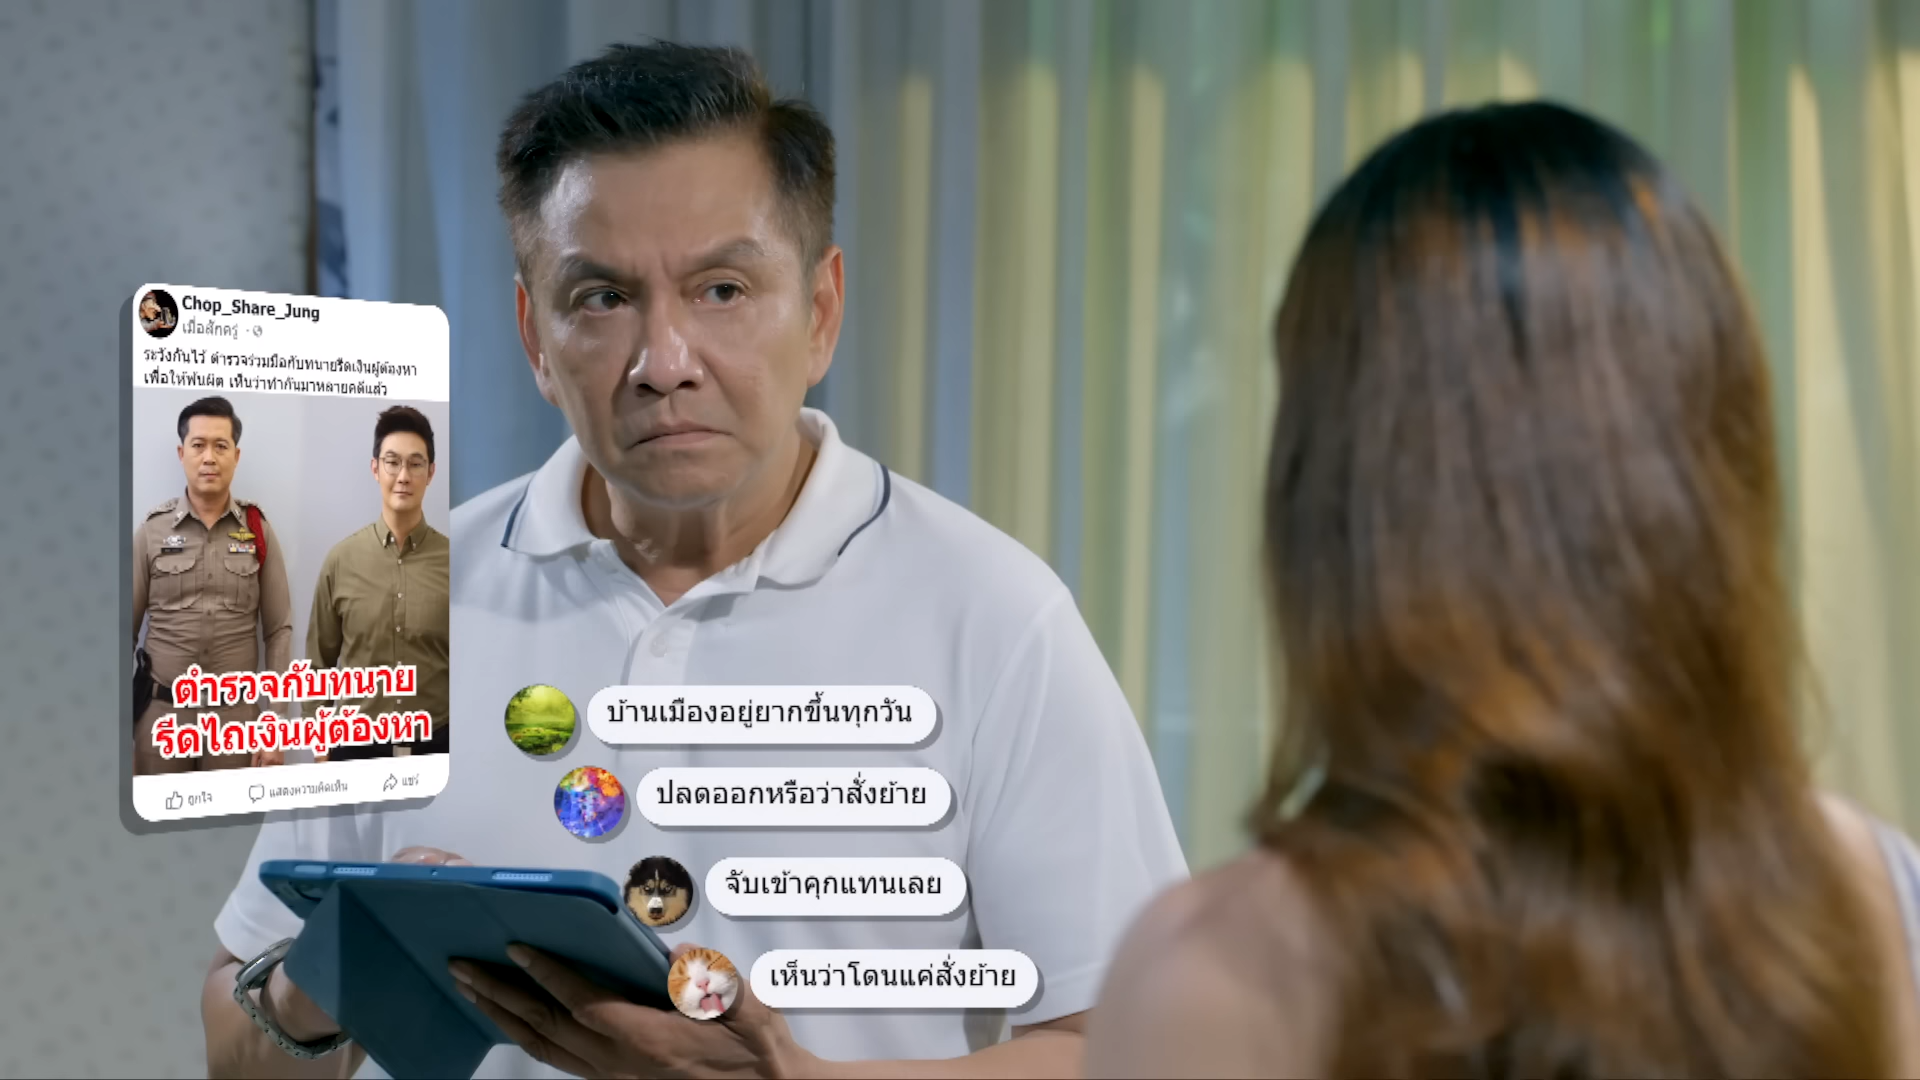 Chop_Share_Jung
เมื่อสักครู่
ระวังกันไว้ ตำรวจร่วมมือกับทนายรีดเงินผู้ต้องหา
เพื่อให้พ้นผิด เห็นว่าทำกันมาหลายคดีแล้ว
ตำรวจกับทนาย
รีดไถเงินผู้ต้องหา
ถูกใจ แสดงความคิดเห็น แชร์
บ้านเมืองอยู่ยากขึ้นทุกวัน
ปลดออกหรือว่าสั่งย้าย
จับเข้าคุกแทนเลย
เห็นว่าโดนแค่สั่งย้าย